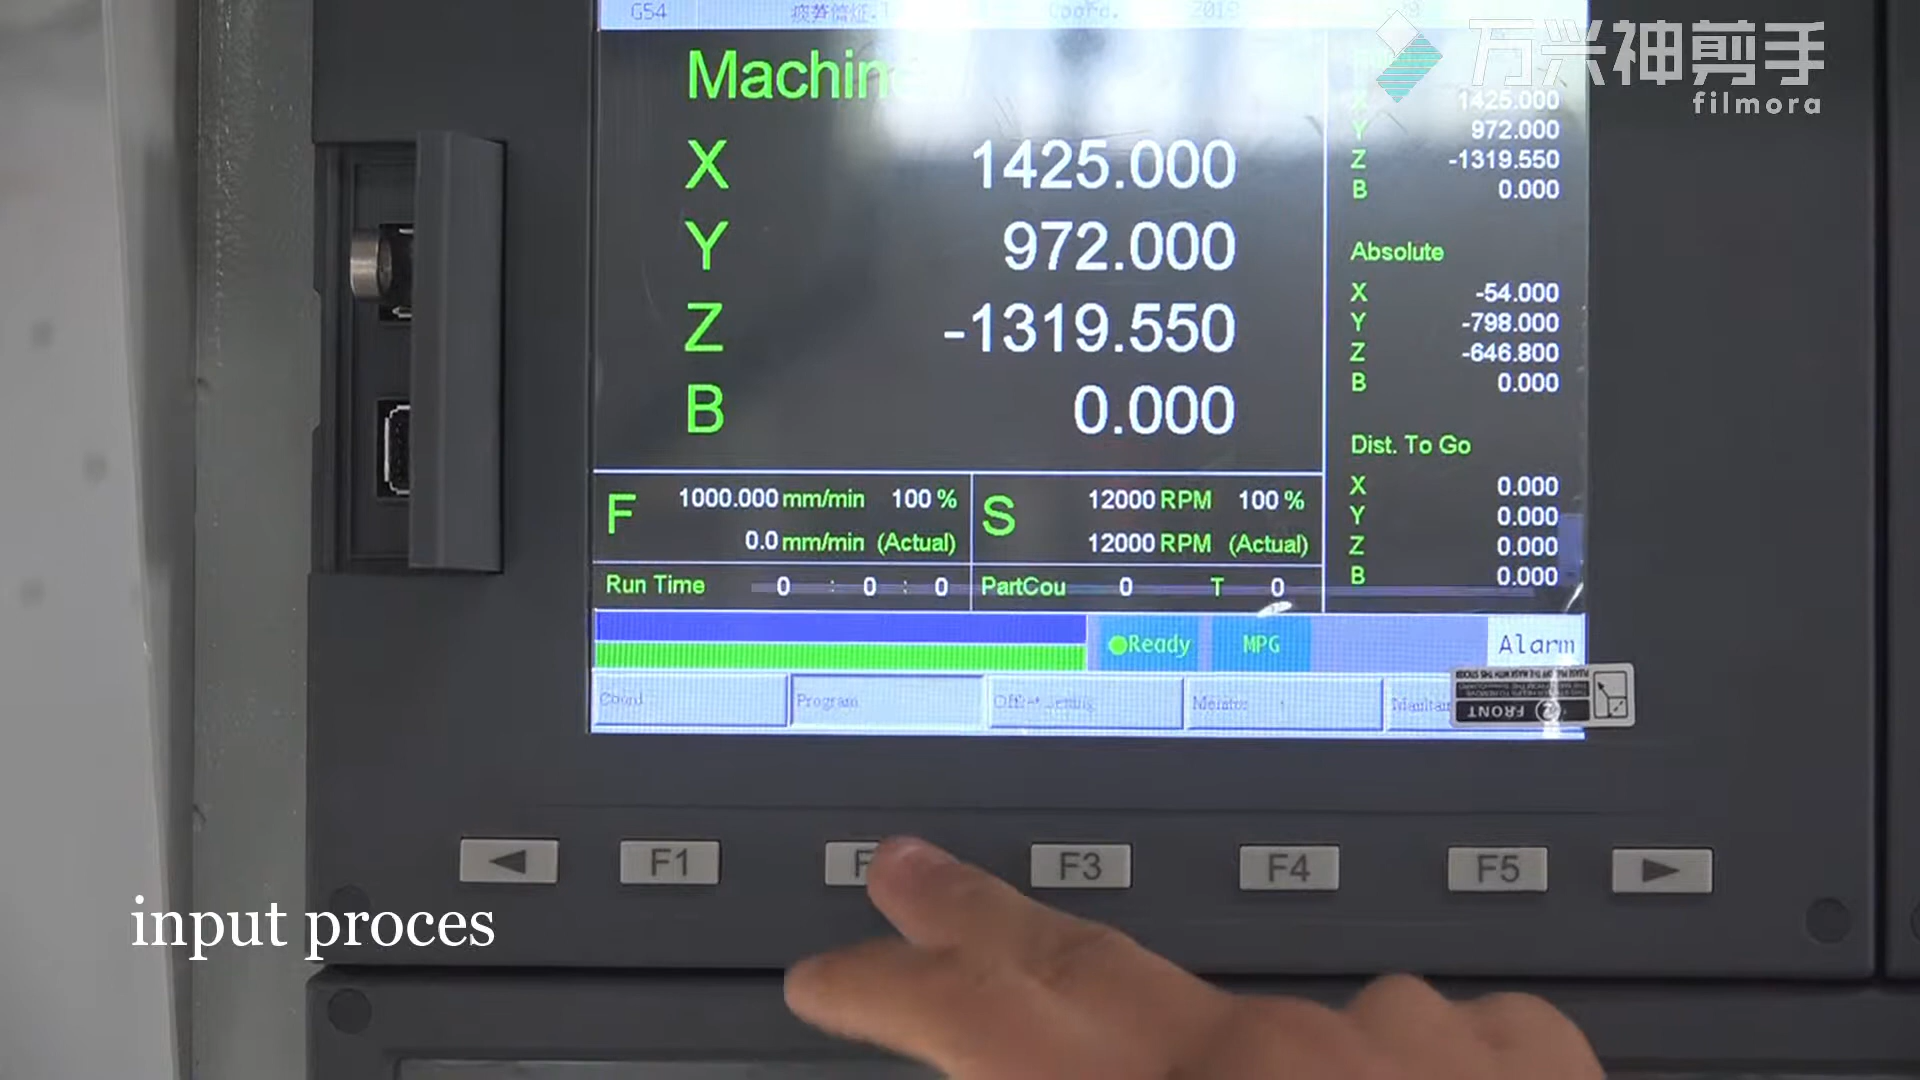 G54
Coord.
万兴神剪手
filmora
Machin
X 1425.000
Y 972.000
Z -1319.550
B 0.000
X 1425.000
Y 972.000
Z -1319.550
B 0.000
Absolute
X -54.000
Y -798.000
Z -646.800
B 0.000
Dist. To Go
X 0.000
Y 0.000
Z 0.000
B 0.000
F 1000.000 mm/min 100 %
0.0 mm/min (Actual)
S 12000 RPM 100 %
12000 RPM (Actual)
Run Time 0 : 0 : 0
PartCou 0 T 0
Ready MPG Alarm
Coord Program Monitor
FRONT
F1 F F3 F4 F5
input proces